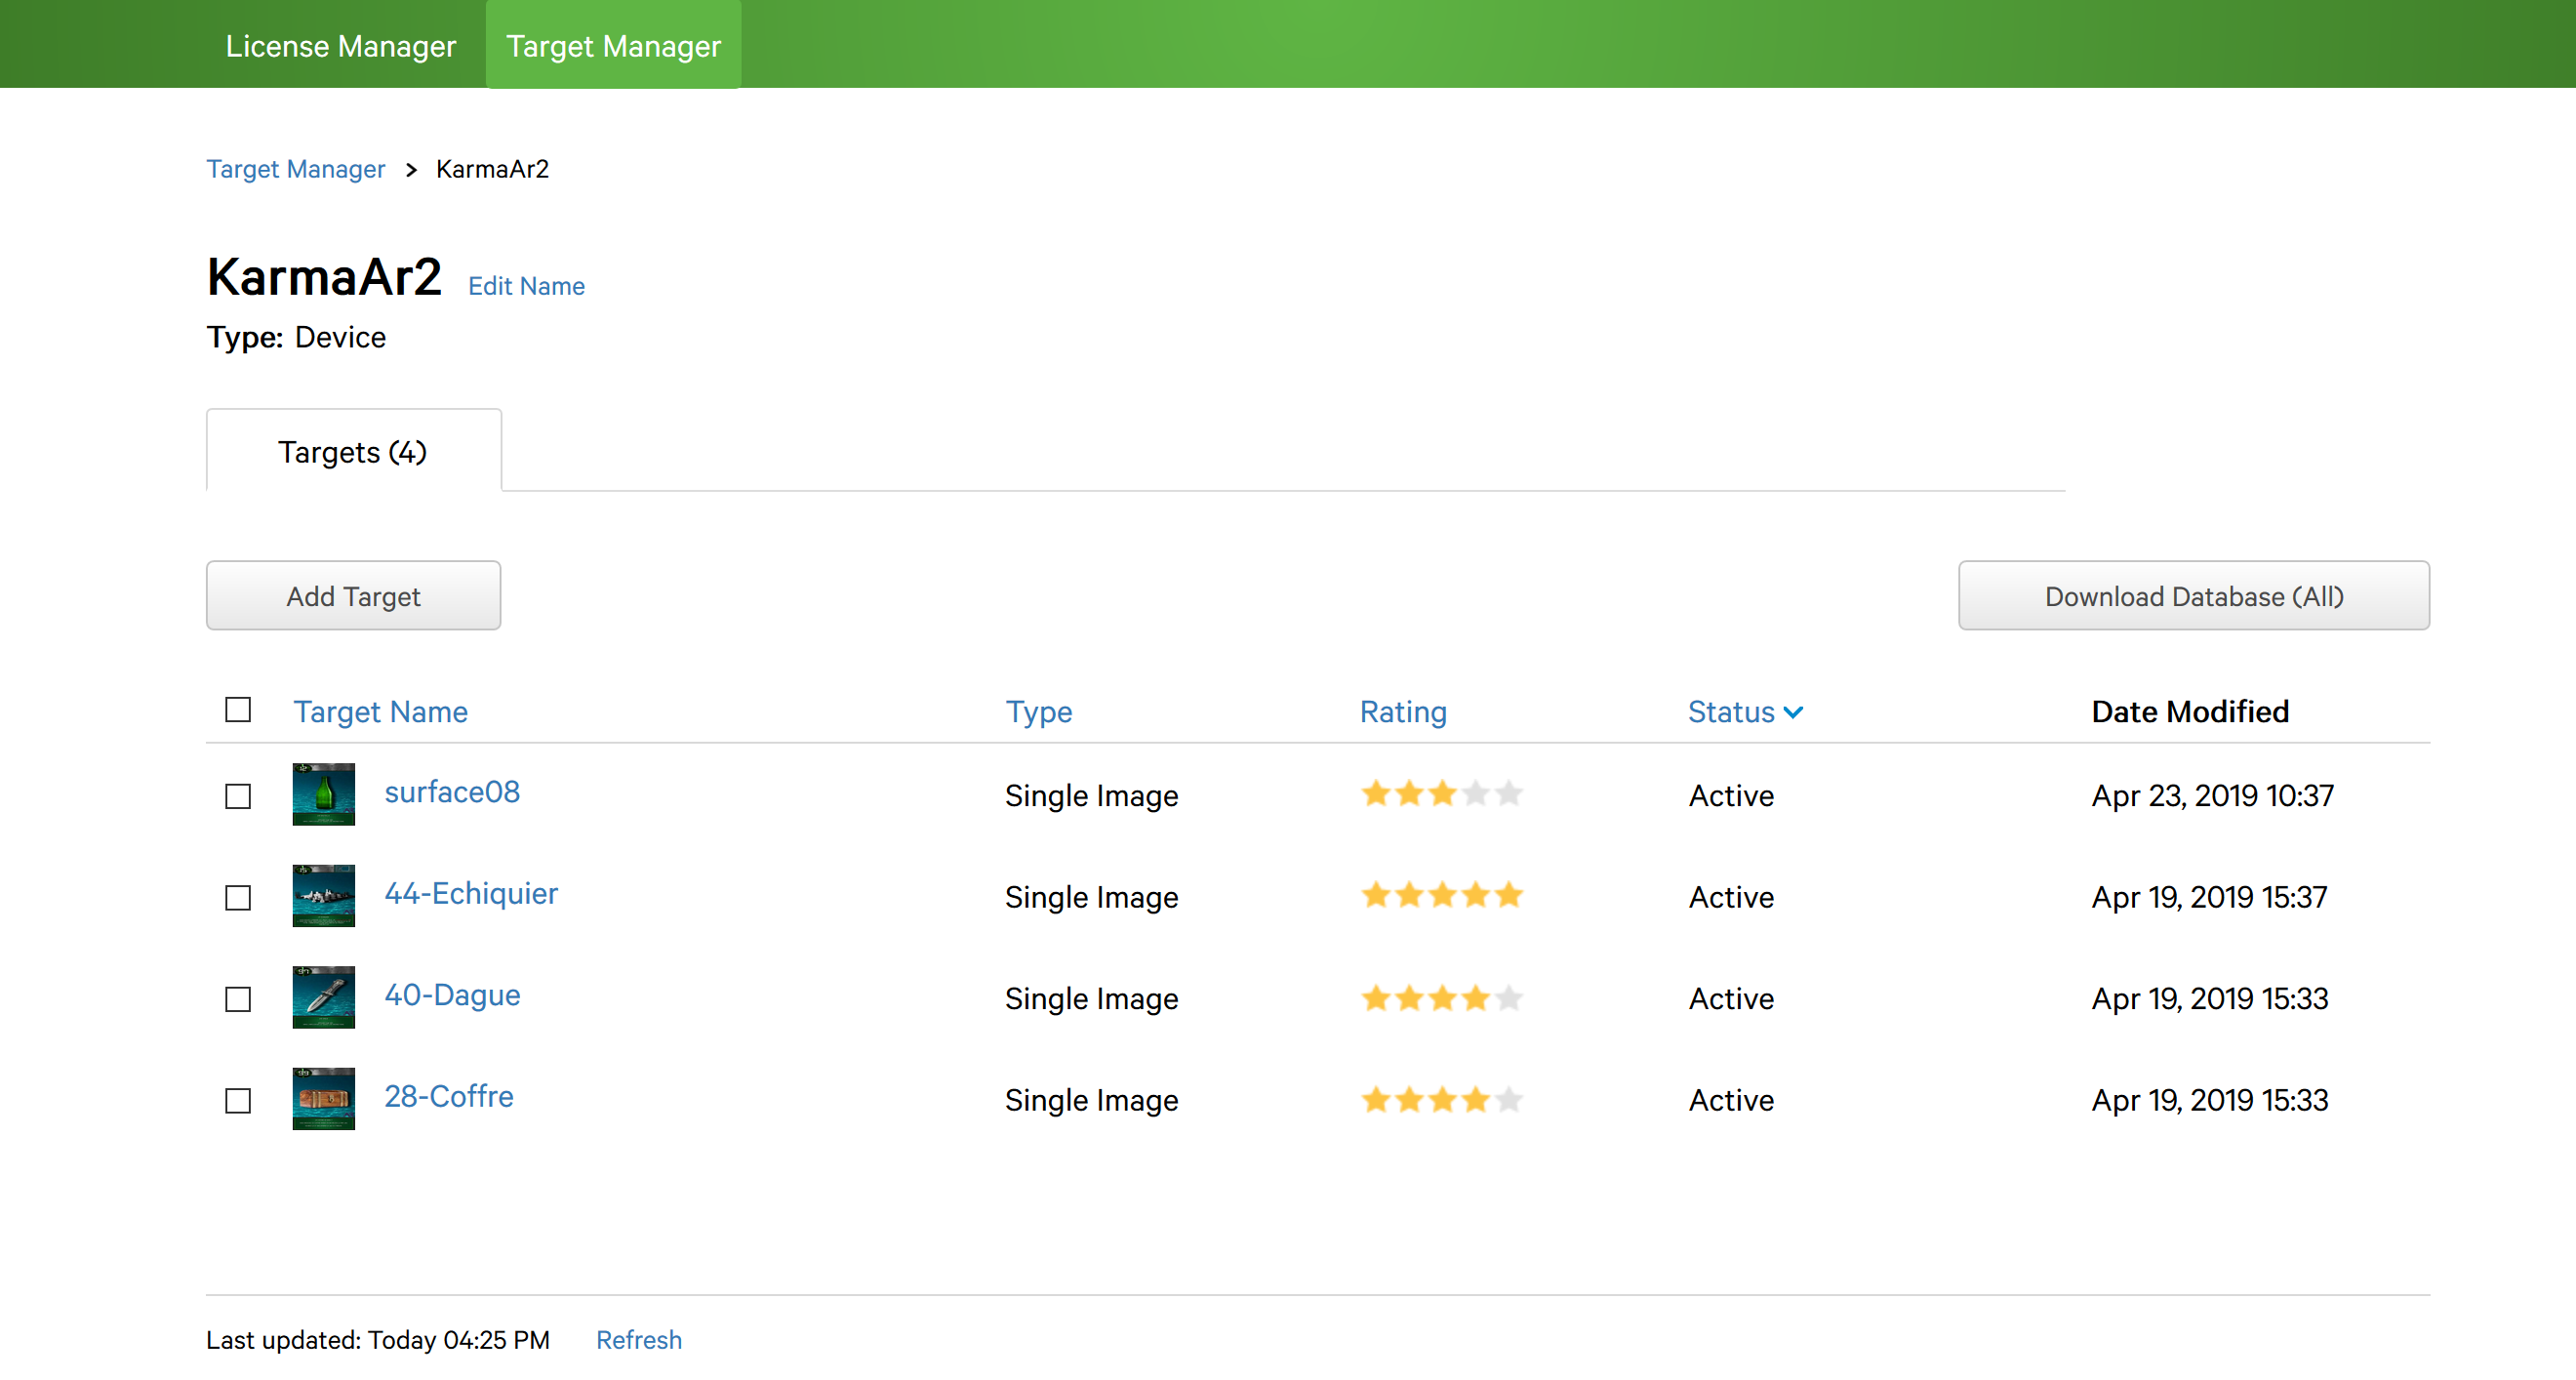 License Manager Target Manager
Target Manager > KarmaAr2
KarmaAr2 Edit Name
Type: Device
Targets (4)
Add Target Download Database (All)
Target Name Type Rating Status Date Modified
surface08 Single Image Active Apr 23, 2019 10:37
44-Echiquier Single Image Active Apr 19, 2019 15:37
40-Dague Single Image Active Apr 19, 2019 15:33
28-Coffre Single Image Active Apr 19, 2019 15:33
Last updated: Today 04:25 PM Refresh